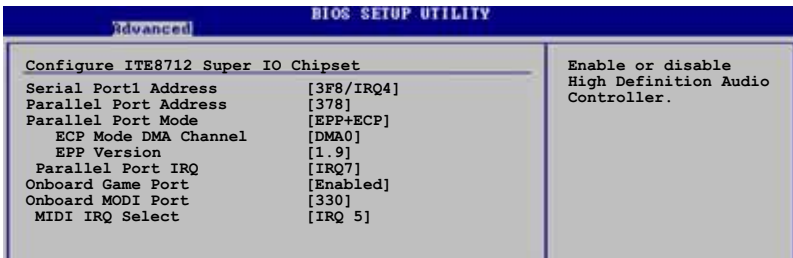 BIOS SETUP UTILITY
Advanced
Configure ITE8712 Super IO Chipset
Serial Port1 Address [3F8/IRQ4]
Parallel Port Address [378]
Parallel Port Mode [EPP+ECP]
ECP Mode DMA Channel [DMA0]
EPP Version [1.9]
Parallel Port IRQ [IRQ7]
Onboard Game Port [Enabled]
Onboard MODI Port [330]
MIDI IRQ Select [IRQ 5]
Enable or disable
High Definition Audio
Controller.